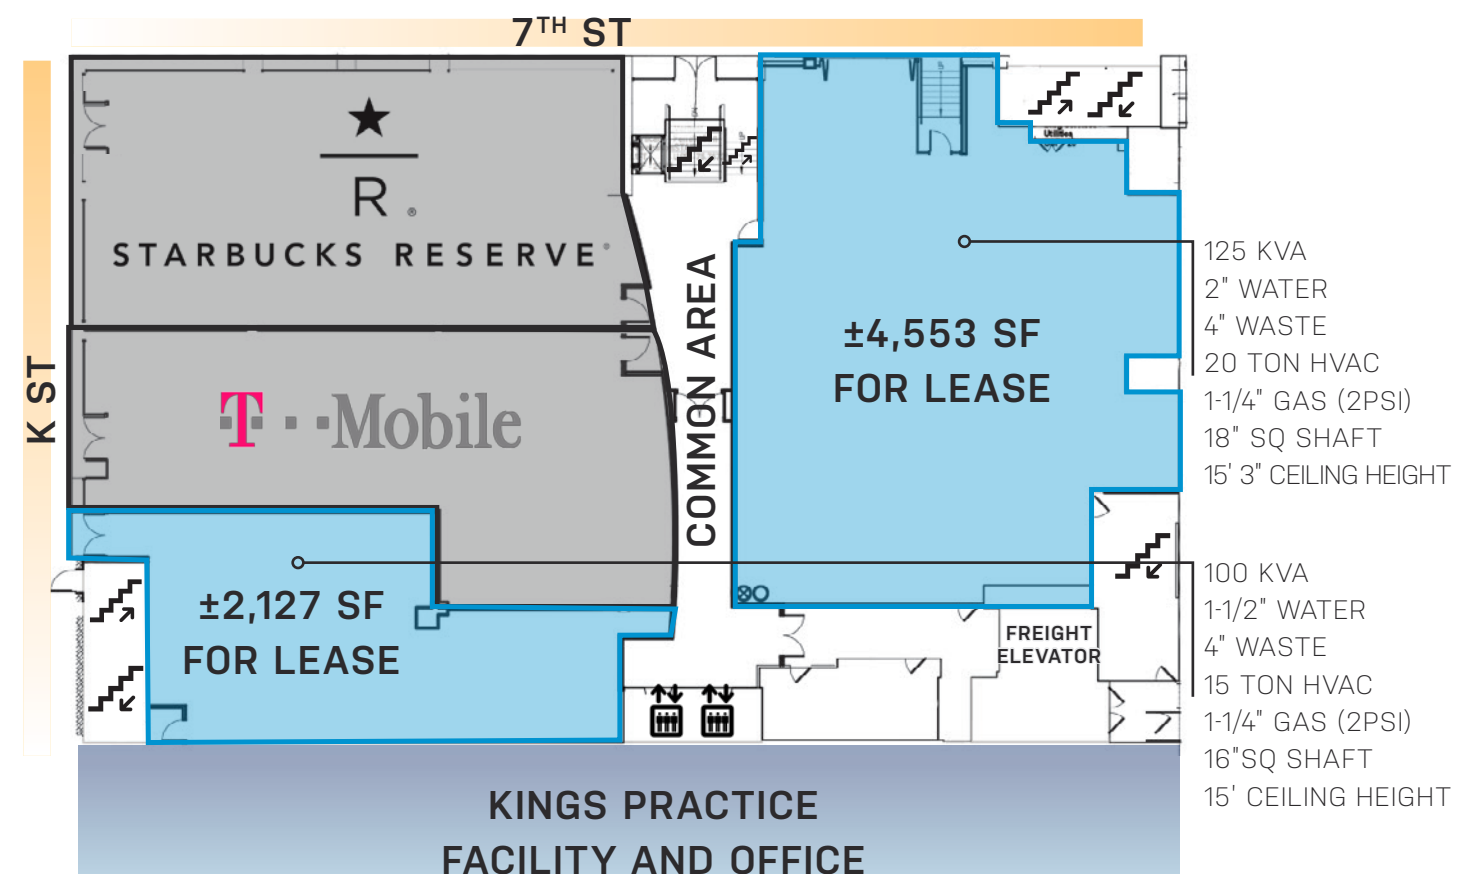 7TH ST
K ST
R®
STARBUCKS RESERVE®
T··Mobile
COMMON AREA
Utilities
±4,553 SF
FOR LEASE
125 KVA
2" WATER
4" WASTE
20 TON HVAC
1-1/4" GAS (2PSI)
18" SQ SHAFT
15' 3" CEILING HEIGHT
±2,127 SF
FOR LEASE
100 KVA
1-1/2" WATER
4" WASTE
15 TON HVAC
1-1/4" GAS (2PSI)
16"SQ SHAFT
15' CEILING HEIGHT
FREIGHT
ELEVATOR
KINGS PRACTICE
FACILITY AND OFFICE